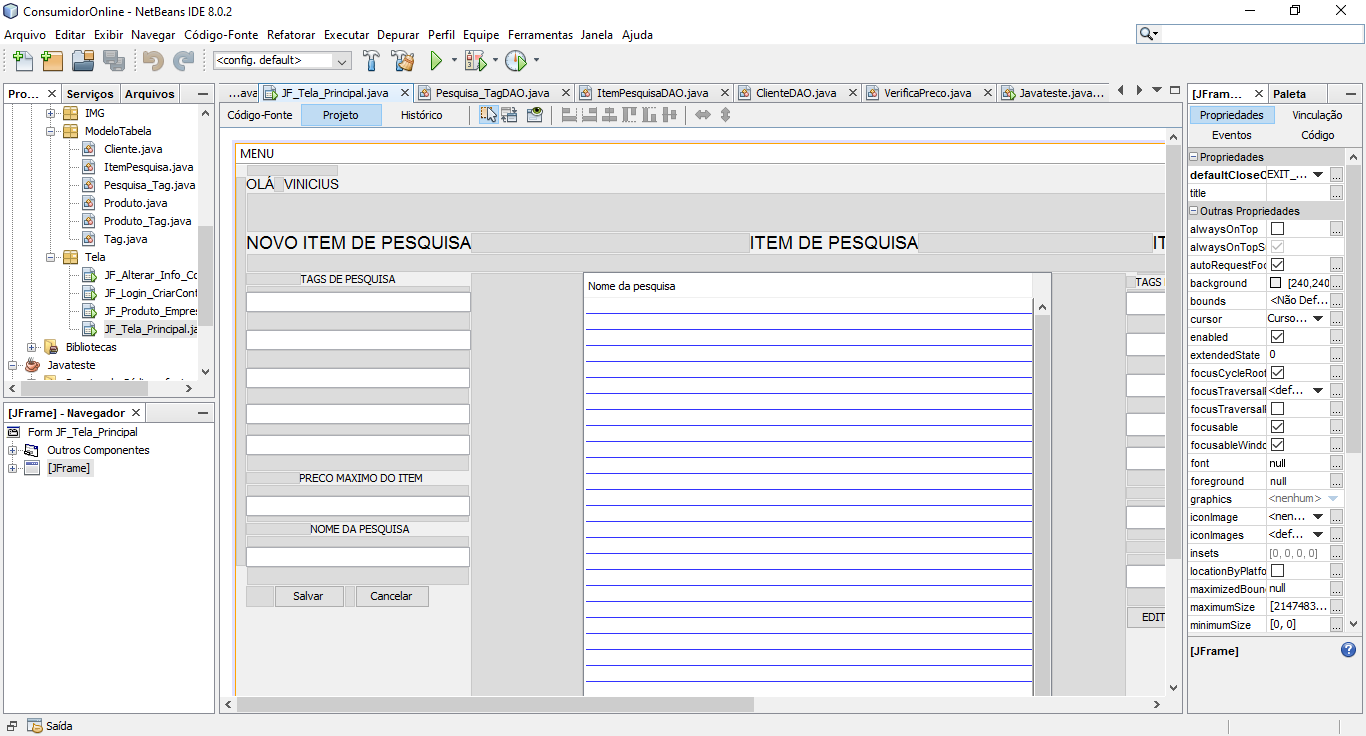 ConsumidorOnline - NetBeans IDE 8.0.2
Arquivo Editar Exibir Navegar Código-Fonte Refatorar Executar Depurar Perfil Equipe Ferramentas Janela Ajuda
<config. default>
Pro... Serviços Arquivos
IMG
ModeloTabela
Cliente.java
ItemPesquisa.java
Pesquisa_Tag.java
Produto.java
Produto_Tag.java
Tag.java
Tela
JF_Alterar_Info_Co
JF_Login_CriarCont
JF_Produto_Empres
JF_Tela_Principal.ja
Bibliotecas
Javateste
[JFrame] - Navegador
Form JF_Tela_Principal
Outros Componentes
[JFrame]
...ava JF_Tela_Principal.java Pesquisa_TagDAO.java ItemPesquisaDAO.java ClienteDAO.java VerificaPreco.java Javateste.java...
Código-Fonte Projeto Histórico
MENU
OLÁ VINICIUS
NOVO ITEM DE PESQUISA ITEM DE PESQUISA IT
TAGS DE PESQUISA
Nome da pesquisa
TAGS
PRECO MAXIMO DO ITEM
NOME DA PESQUISA
Salvar Cancelar
EDIT
[JFram... Paleta
Propriedades Vinculação
Eventos Código
Propriedades
defaultCloseO EXIT_... ...
title ...
Outras Propriedades
alwaysOnTop ...
alwaysOnTopS
autoRequestFoc ...
background [240,240 ...
bounds <Não Def... ...
cursor Curso... ...
enabled ...
extendedState 0 ...
focusCycleRoot ...
focusTraversall <def... ...
focusTraversall ...
focusable ...
focusableWindo ...
font null ...
foreground null ...
graphics <nenhum>
iconImage <nen... ...
iconImages <def... ...
insets [0, 0, 0, 0] ...
locationByPlatfo ...
maximizedBoun null ...
maximumSize [2147483... ...
minimumSize [0, 0] ...
[JFrame]
Saída